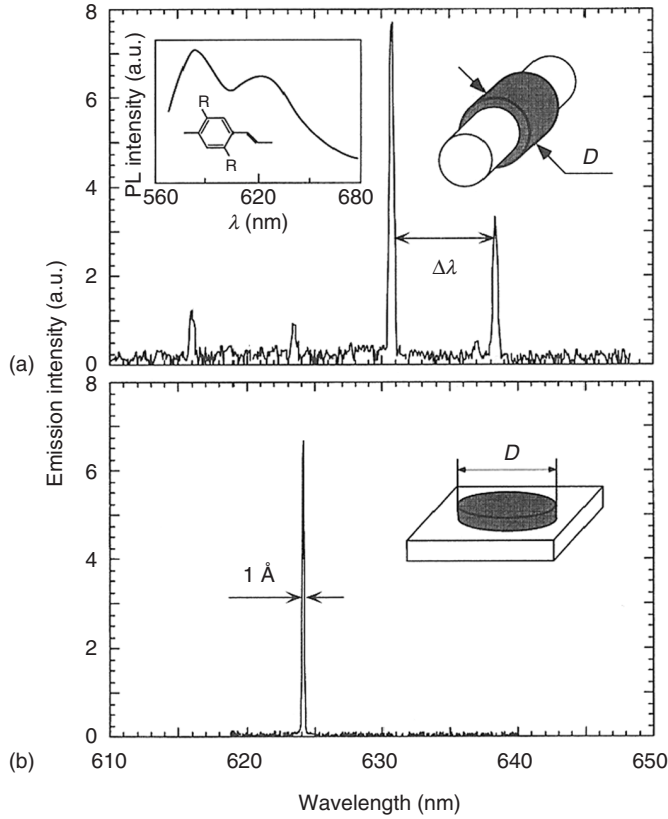 8
6
4
2
0
(a)
PL intensity (a.u.)
R
R
560
620
680
λ (nm)
D
Δλ
Emission intensity (a.u.)
8
6
4
2
0
(b)
1 Å
D
610
620
630
640
650
Wavelength (nm)